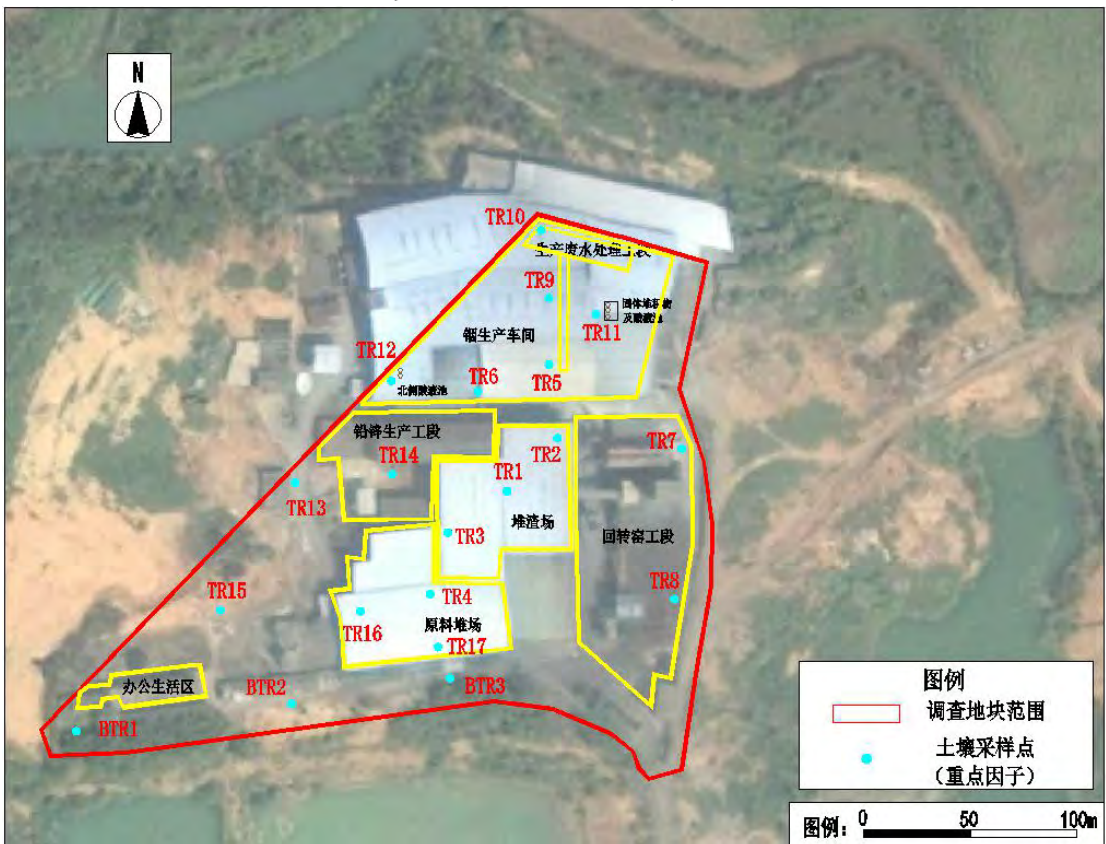 N
TR10
生产废水处理工段
TR9
固体堆积物
及酸液池
TR11
铟生产车间
TR12
TR6
TR5
北侧酸液池
铅锌生产工段
TR14
TR2
TR7
TR1
TR13
堆渣场
TR3
回转窑工段
TR15
TR4
TR8
TR16
原料堆场
TR17
办公生活区
BTR2
BTR3
BTR1
图例
调查地块范围
土壤采样点
(重点因子)
图例: 0 50 100m